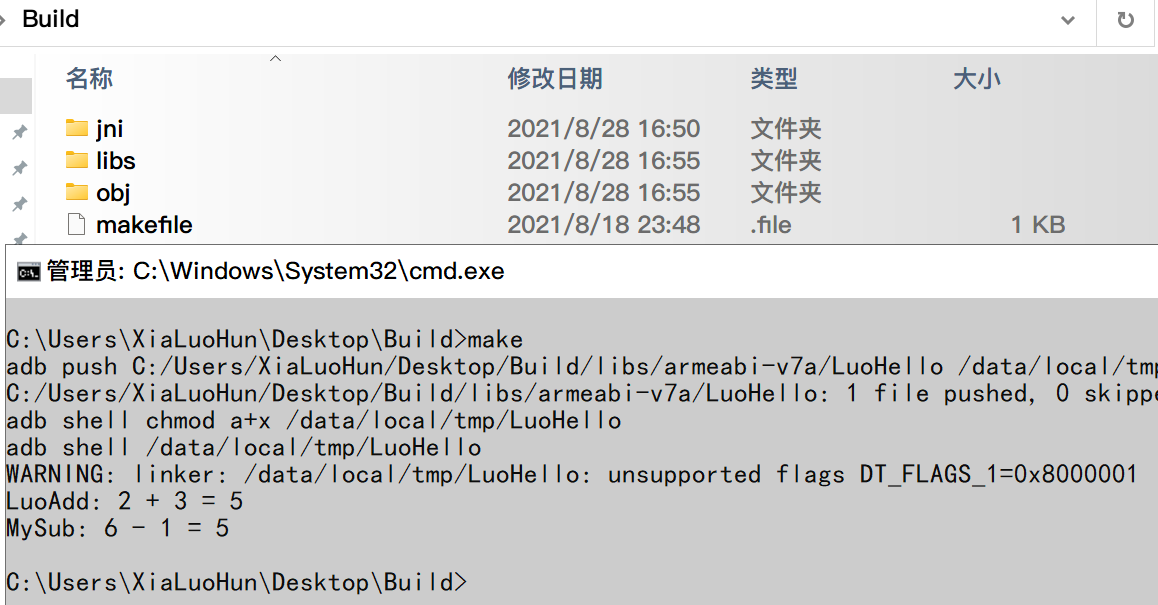 Build
名称 修改日期 类型 大小
jni 2021/8/28 16:50 文件夹
libs 2021/8/28 16:55 文件夹
obj 2021/8/28 16:55 文件夹
makefile 2021/8/18 23:48 .file 1 KB
管理员: C:\Windows\System32\cmd.exe
C:\Users\XiaLuoHun\Desktop\Build>make
adb push C:/Users/XiaLuoHun/Desktop/Build/libs/armeabi-v7a/LuoHello /data/local/tmp
C:/Users/XiaLuoHun/Desktop/Build/libs/armeabi-v7a/LuoHello: 1 file pushed, 0 skippe
adb shell chmod a+x /data/local/tmp/LuoHello
adb shell /data/local/tmp/LuoHello
WARNING: linker: /data/local/tmp/LuoHello: unsupported flags DT_FLAGS_1=0x8000001
LuoAdd: 2 + 3 = 5
MySub: 6 - 1 = 5
C:\Users\XiaLuoHun\Desktop\Build>